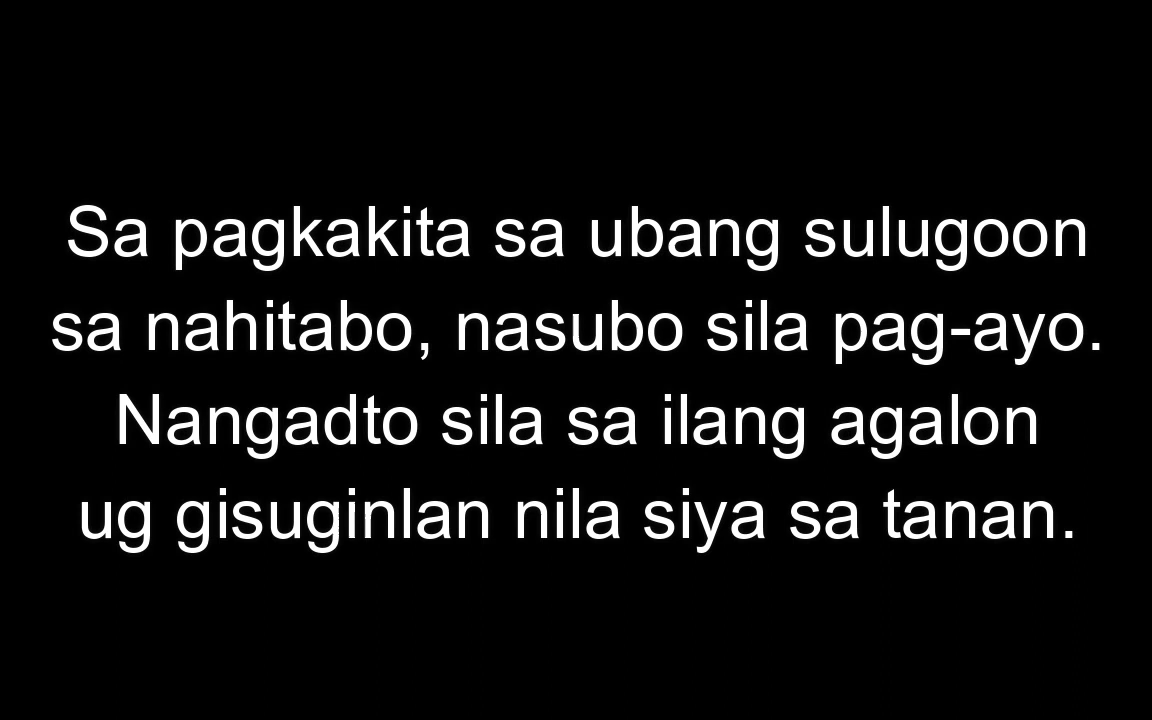 Sa pagkakita sa ubang sulugoon
sa nahitabo, nasubo sila pag-ayo.
Nangadto sila sa ilang agalon
ug gisuginlan nila siya sa tanan.